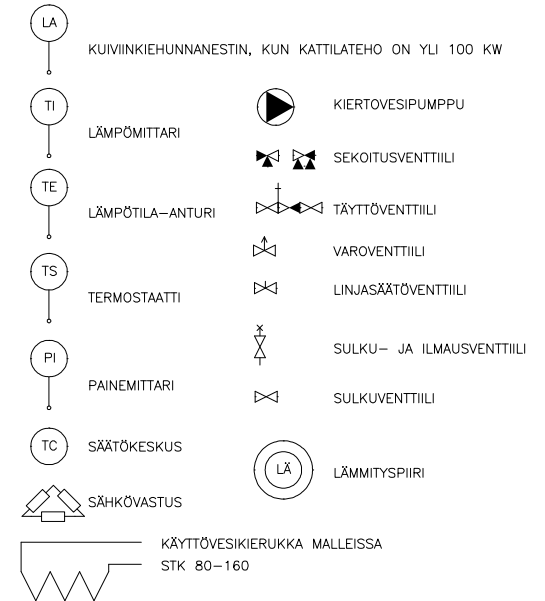 LA
KUIVIINKIEHUNNANESTIN, KUN KATTILATEHO ON YLI 100 KW
TI
LÄMPÖMITTARI
TE
LÄMPÖTILA-ANTURI
TS
TERMOSTAATTI
PI
PAINEMITTARI
TC
SÄÄTÖKESKUS
SÄHKÖVASTUS
KIERTOVESIPUMPPU
SEKOITUSVENTTIILI
TÄYTTÖVENTTIILI
VAROVENTTIILI
LINJASÄÄTÖVENTTIILI
SULKU- JA ILMAUSVENTTIILI
SULKUVENTTIILI
LÄ
LÄMMITYSPIIRI
KÄYTTÖVESIKIERUKKA MALLEISSA
STK 80-160